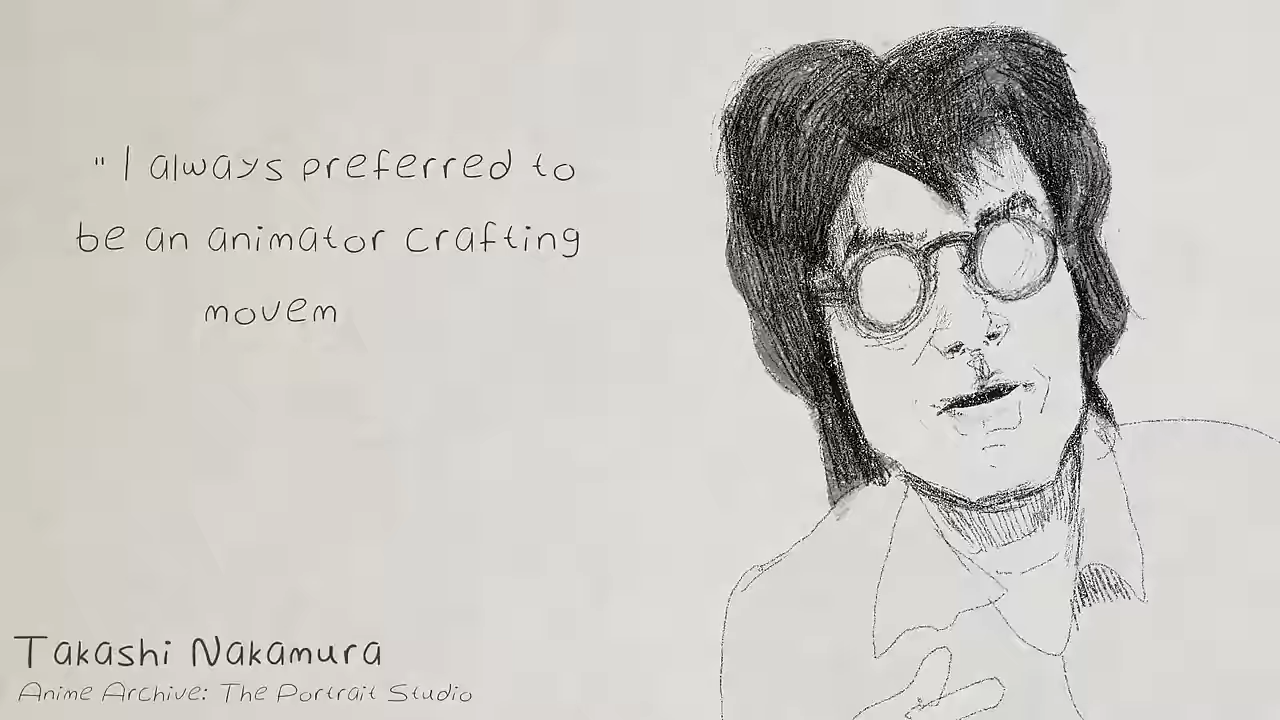 " I always preferred to
be an animator crafting
movem
Takashi Nakamura
Anime Archive: The Portrait Studio